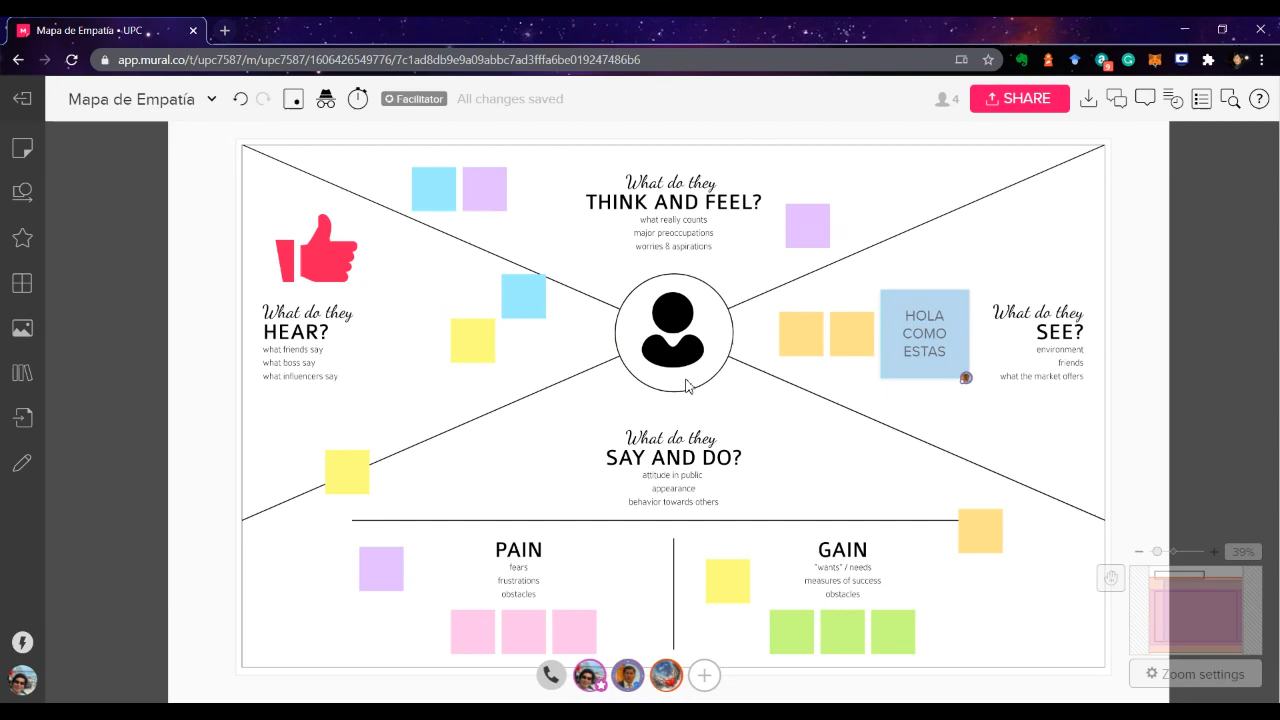 Mapa de Empatía • UPC
app.mural.co/t/upc7587/m/upc7587/1606426549776/7c1ad8db9e9a09abbc7ad3fffa6be019247486b6
9
Mapa de Empatía
Facilitator
All changes saved
4
SHARE
What do they
THINK AND FEEL?
what really counts
major preoccupations
worries & aspirations
What do they
HEAR?
what friends say
what boss say
what influencers say
HOLA
COMO
ESTAS
What do they
SEE?
environment
friends
what the market offers
What do they
SAY AND DO?
attitude in public
appearance
behavior towards others
PAIN
fears
frustrations
obstacles
GAIN
"wants" / needs
measures of success
obstacles
39%
Zoom settings